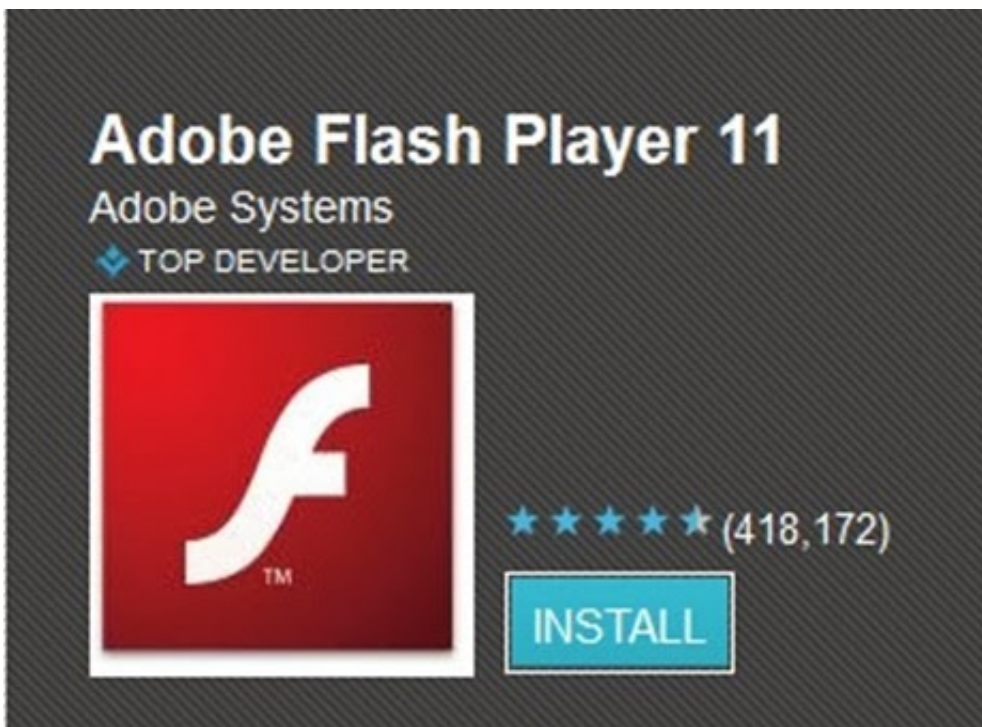 Adobe Flash Player 11
Adobe Systems
TOP DEVELOPER
f
TM
(418,172)
INSTALL